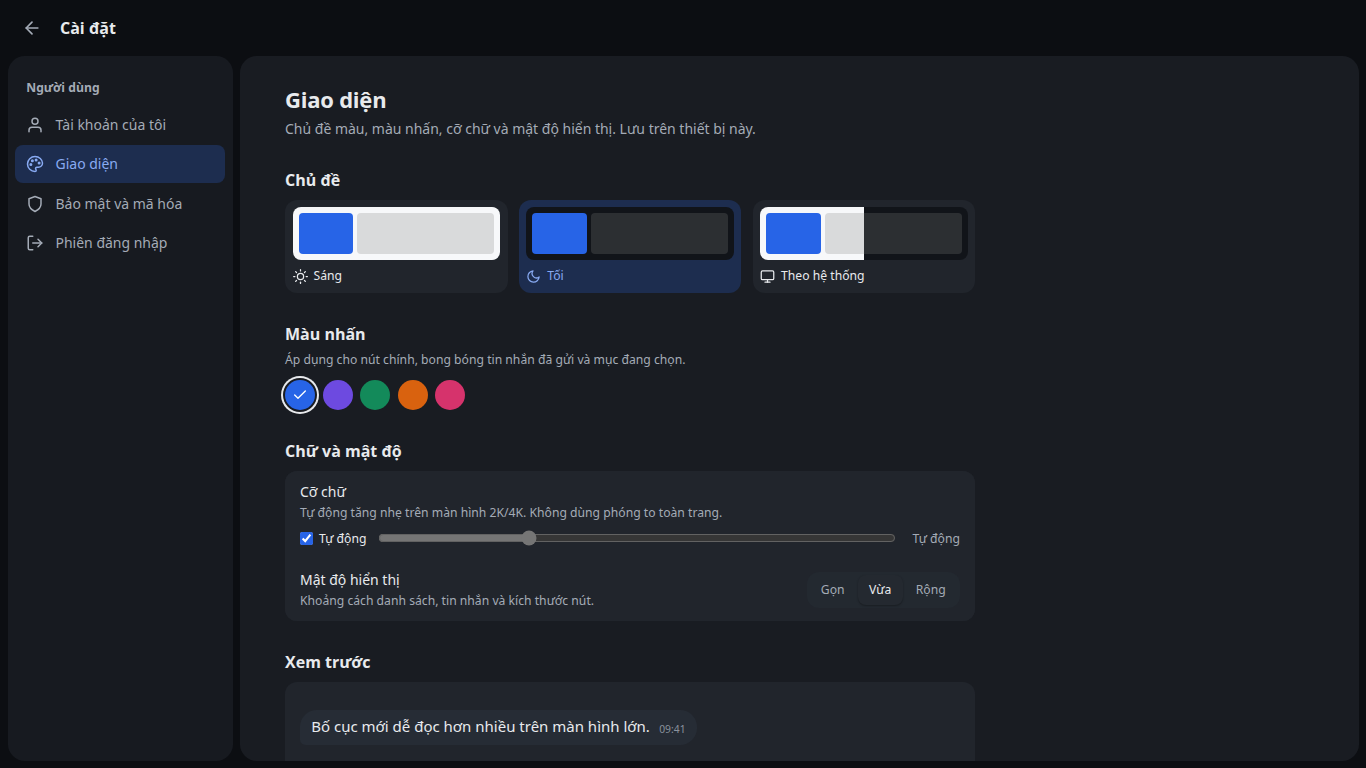 Cài đặt
Người dùng
Tài khoản của tôi
Giao diện
Bảo mật và mã hóa
Phiên đăng nhập
Giao diện
Chủ đề màu, màu nhấn, cỡ chữ và mật độ hiển thị. Lưu trên thiết bị này.
Chủ đề
Sáng
Tối
Theo hệ thống
Màu nhấn
Áp dụng cho nút chính, bong bóng tin nhắn đã gửi và mục đang chọn.
Chữ và mật độ
Cỡ chữ
Tự động tăng nhẹ trên màn hình 2K/4K. Không dùng phóng to toàn trang.
Tự động
Tự động
Mật độ hiển thị
Khoảng cách danh sách, tin nhắn và kích thước nút.
Gọn
Vừa
Rộng
Xem trước
Bố cục mới dễ đọc hơn nhiều trên màn hình lớn. 09:41